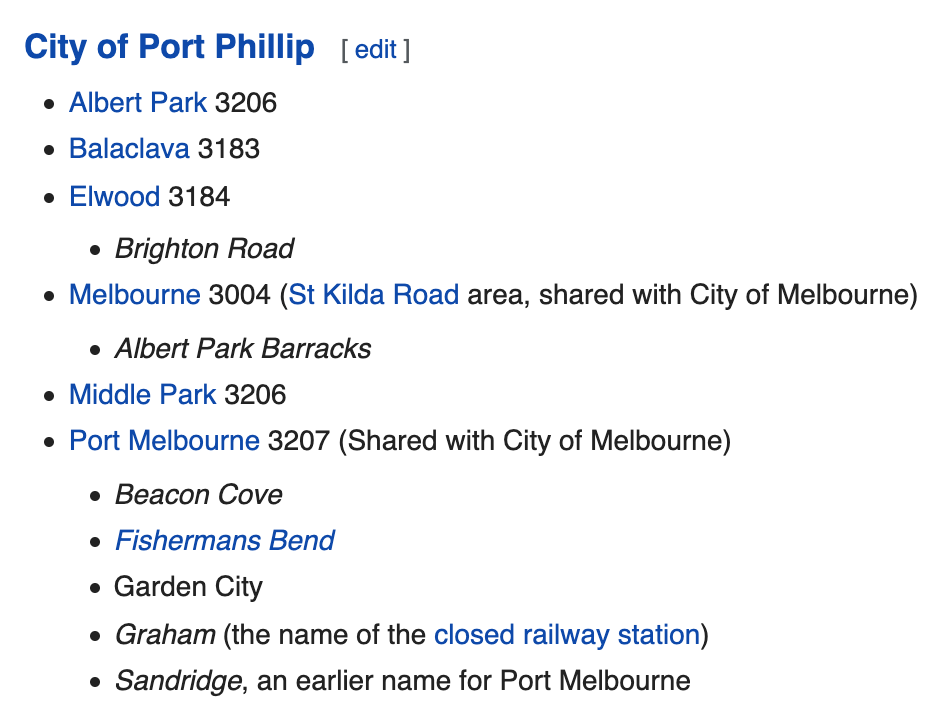 City of Port Phillip [ edit ]
Albert Park 3206
Balaclava 3183
Elwood 3184
Brighton Road
Melbourne 3004 (St Kilda Road area, shared with City of Melbourne)
Albert Park Barracks
Middle Park 3206
Port Melbourne 3207 (Shared with City of Melbourne)
Beacon Cove
Fishermans Bend
Garden City
Graham (the name of the closed railway station)
Sandridge, an earlier name for Port Melbourne